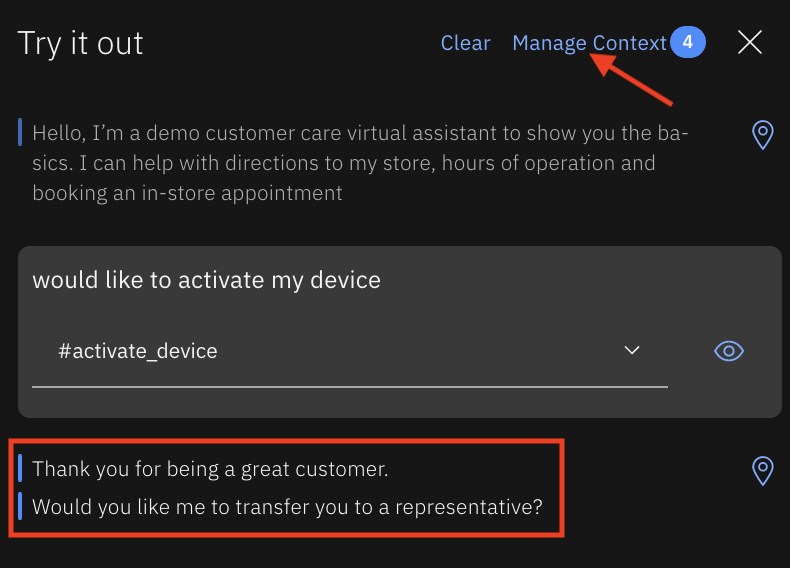 Try it out
Clear Manage Context 4
Hello, I’m a demo customer care virtual assistant to show you the ba-
sics. I can help with directions to my store, hours of operation and
booking an in-store appointment
would like to activate my device
#activate_device
Thank you for being a great customer.
Would you like me to transfer you to a representative?